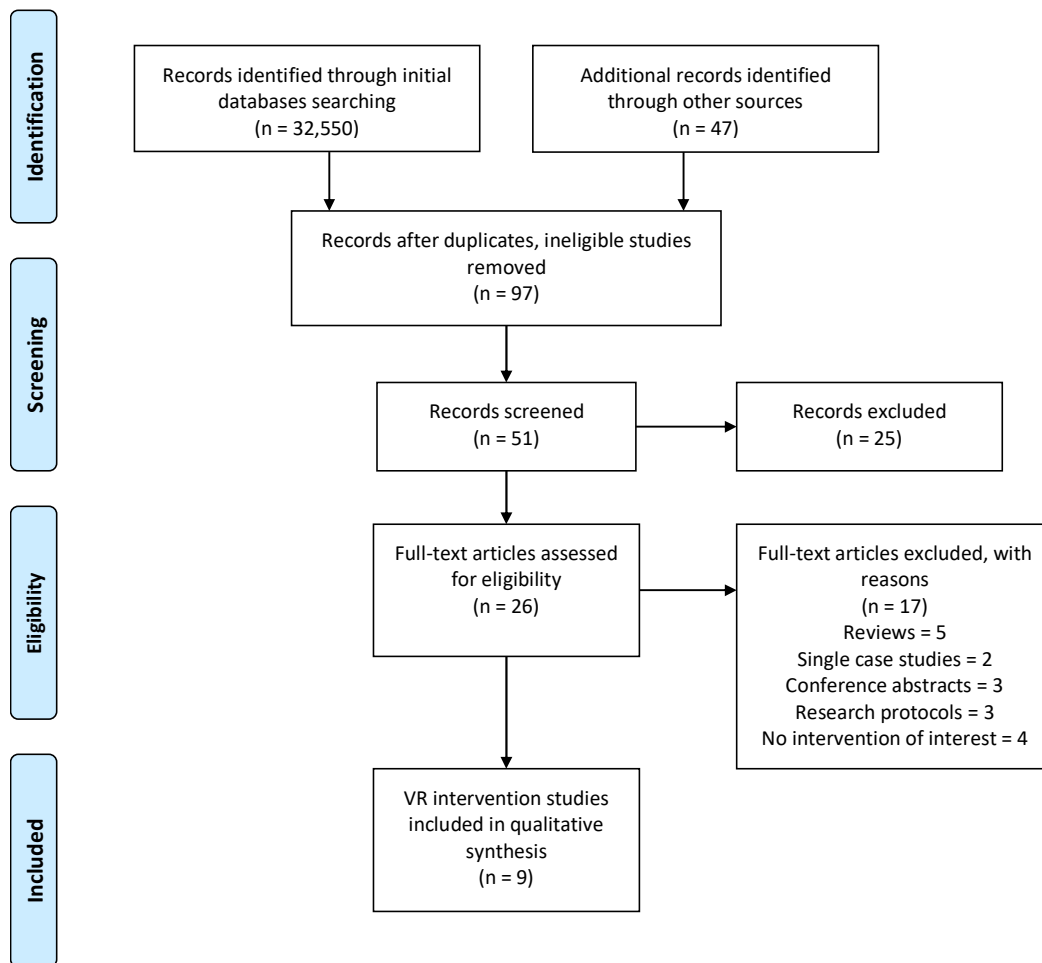 Identification
Records identified through initial
databases searching
(n = 32,550)
Additional records identified
through other sources
(n = 47)
Records after duplicates, ineligible studies
removed
(n = 97)
Screening
Records screened
(n = 51)
Records excluded
(n = 25)
Eligibility
Full-text articles assessed
for eligibility
(n = 26)
Full-text articles excluded, with
reasons
(n = 17)
Reviews = 5
Single case studies = 2
Conference abstracts = 3
Research protocols = 3
No intervention of interest = 4
Included
VR intervention studies
included in qualitative
synthesis
(n = 9)